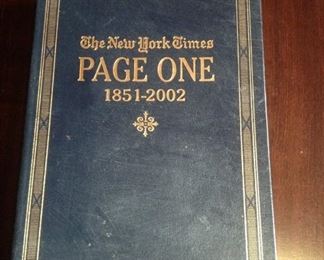 The New York Times
PAGE ONE
1851-2002